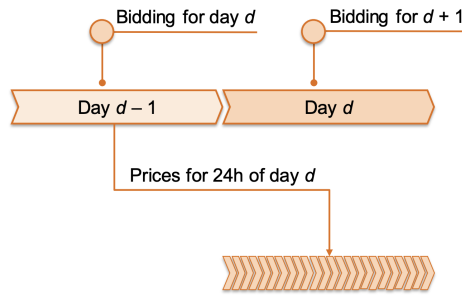 Bidding for day d
Bidding for d + 1
Day d – 1
Day d
Prices for 24h of day d